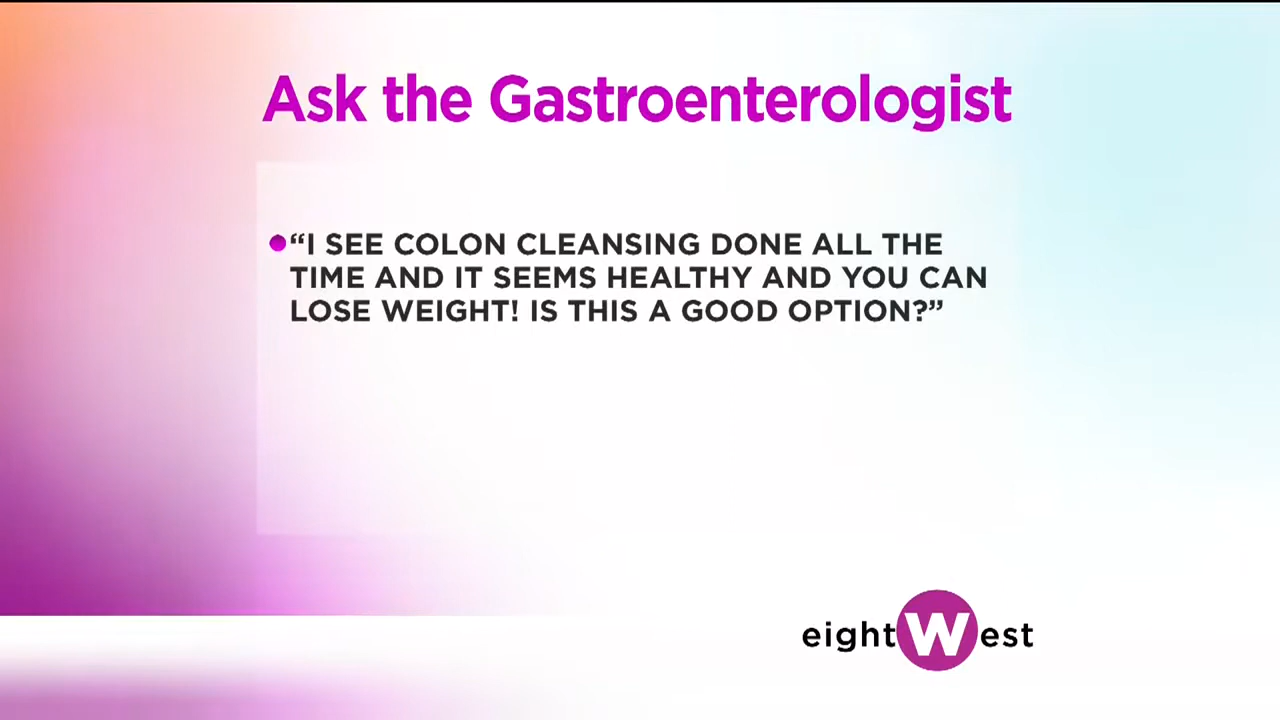 Ask the Gastroenterologist
•“I SEE COLON CLEANSING DONE ALL THE
TIME AND IT SEEMS HEALTHY AND YOU CAN
LOSE WEIGHT! IS THIS A GOOD OPTION?”
eightWest